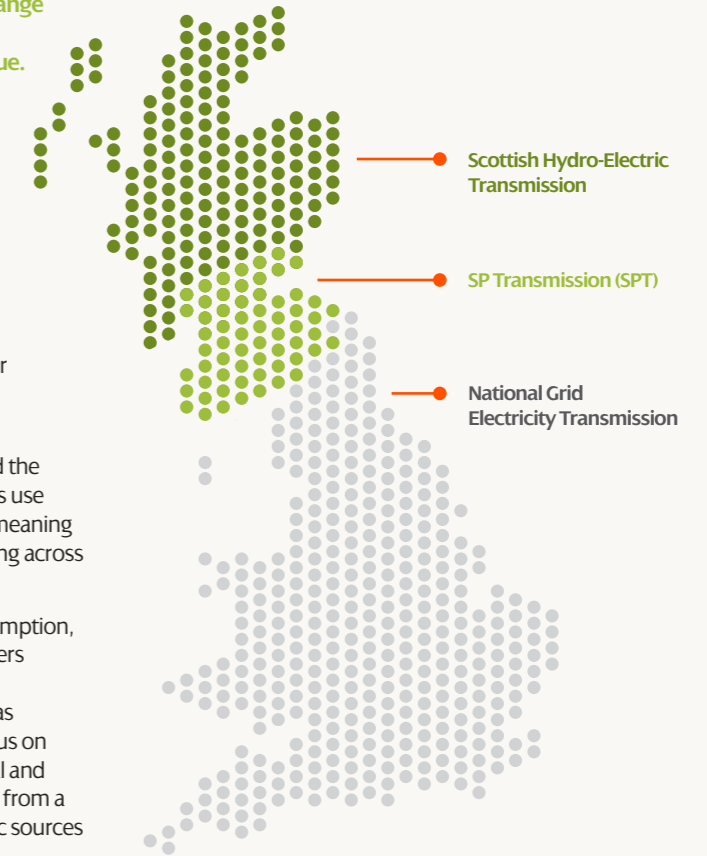 ange
ue.
Scottish Hydro-Electric
Transmission
SP Transmission (SPT)
National Grid
Electricity Transmission
r
d the
s use
meaning
ng across
mption,
ers
as
us on
l and
from a
c sources